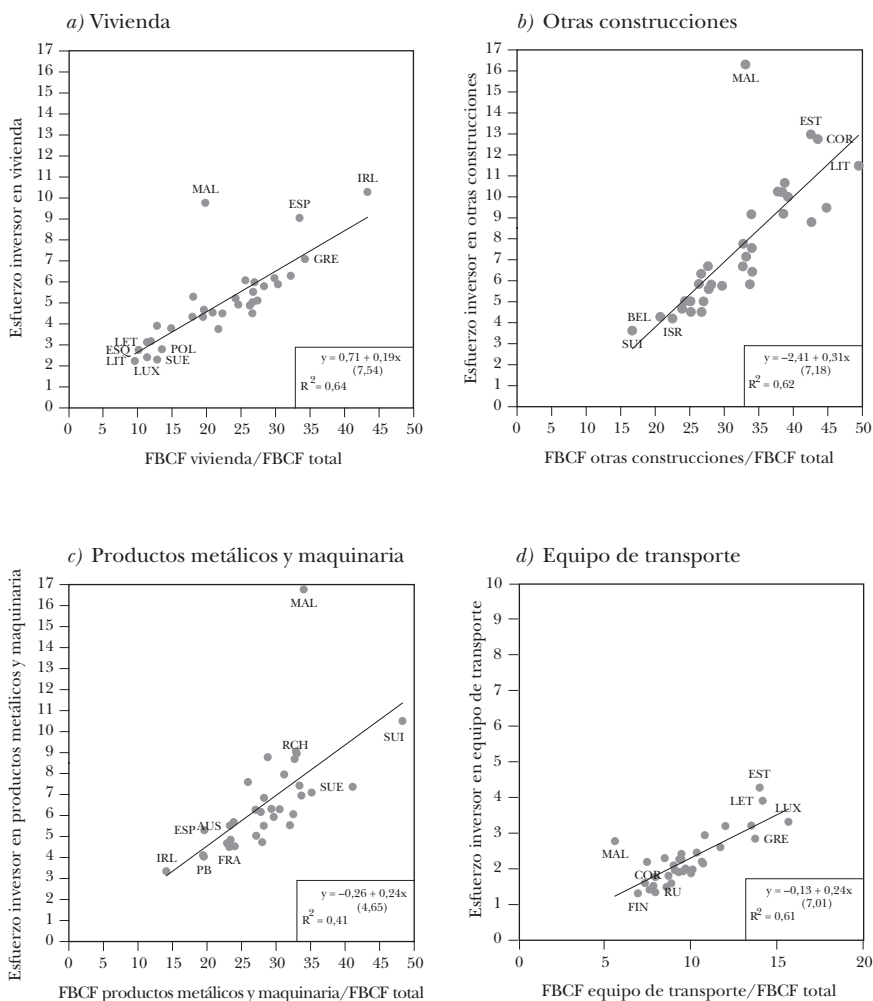 a) Vivienda
Esfuerzo inversor en vivienda
17
16
15
14
13
12
11
10
9
8
7
6
5
4
3
2
1
0
MAL
ESP
IRL
GRE
LET
ESQ
LIT
LUX
POL
SUE
y = 0,71 + 0,19x
(7,54)
R² = 0,64
0 5 10 15 20 25 30 35 40 45 50
FBCF vivienda/FBCF total
b) Otras construcciones
Esfuerzo inversor en otras construcciones
17
16
15
14
13
12
11
10
9
8
7
6
5
4
3
2
1
0
MAL
EST
COR
LIT
BEL
ISR
SUI
y = –2,41 + 0,31x
(7,18)
R² = 0,62
0 5 10 15 20 25 30 35 40 45 50
FBCF otras construcciones/FBCF total
c) Productos metálicos y maquinaria
Esfuerzo inversor en productos metálicos y maquinaria
17
16
15
14
13
12
11
10
9
8
7
6
5
4
3
2
1
0
MAL
RCH
SUI
SUE
ESP
AUS
IRL
PB
FRA
y = –0,26 + 0,24x
(4,65)
R² = 0,41
0 5 10 15 20 25 30 35 40 45 50
FBCF productos metálicos y maquinaria/FBCF total
d) Equipo de transporte
Esfuerzo inversor en equipo de transporte
10
9
8
7
6
5
4
3
2
1
0
EST
LET
LUX
GRE
MAL
COR
RU
FIN
y = –0,13 + 0,24x
(7,01)
R² = 0,61
0 5 10 15 20
FBCF equipo de transporte/FBCF total